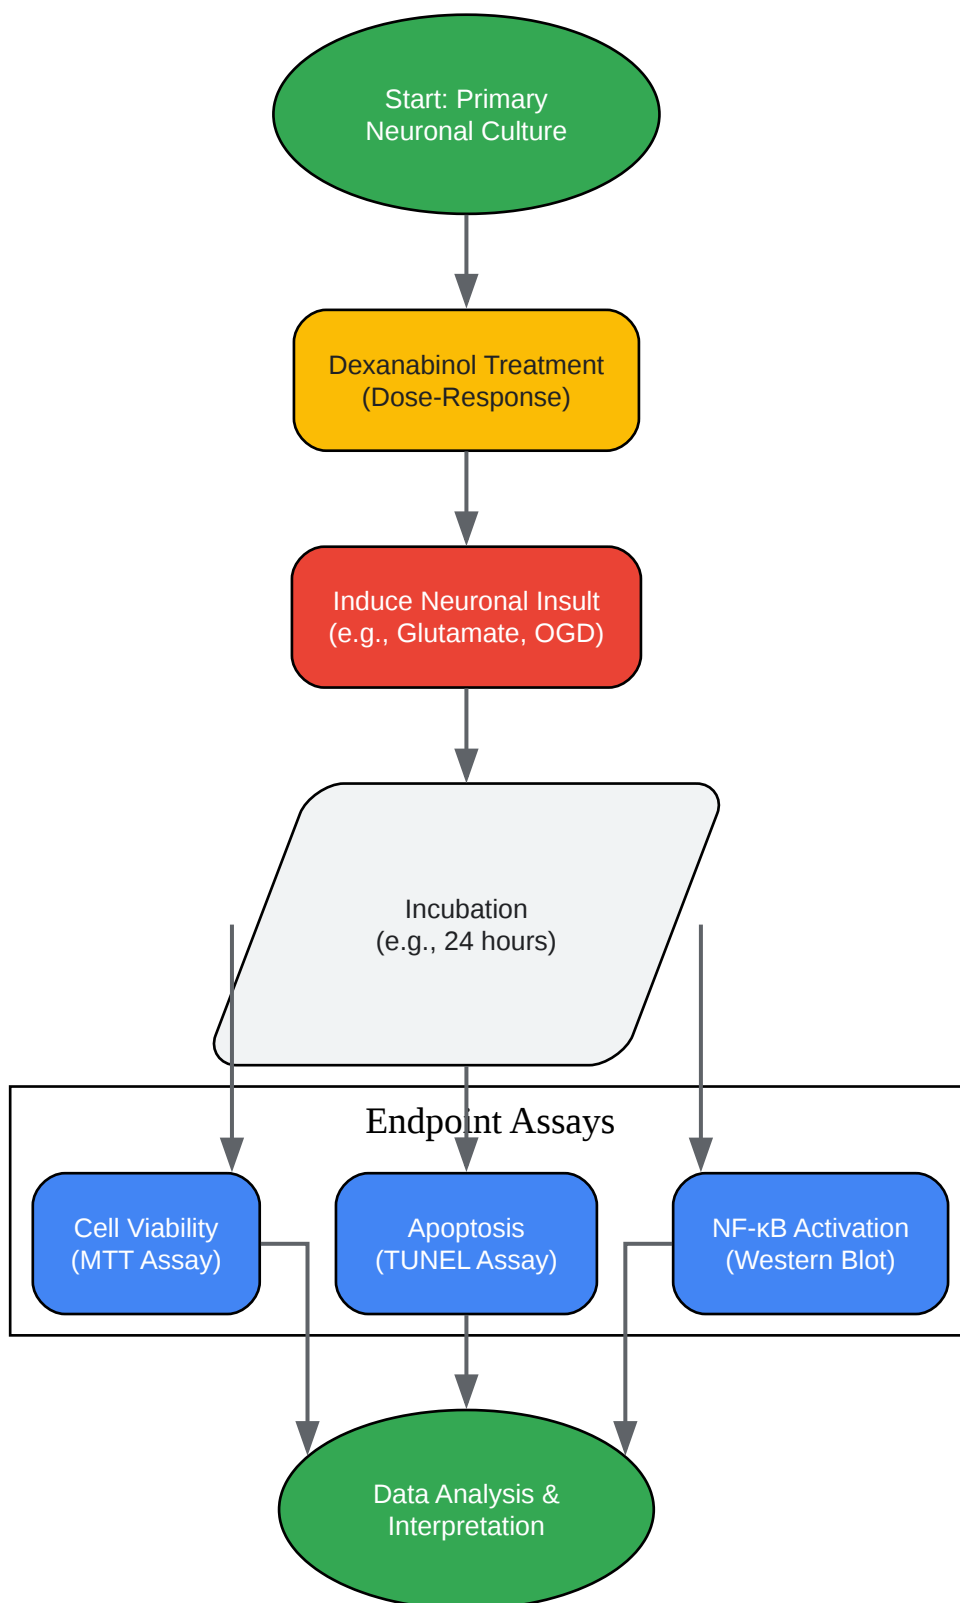 Start: Primary
Neuronal Culture
Dexanabinol Treatment
(Dose-Response)
Induce Neuronal Insult
(e.g., Glutamate, OGD)
Incubation
(e.g., 24 hours)
Endpoint Assays
Cell Viability
(MTT Assay)
Apoptosis
(TUNEL Assay)
NF-κB Activation
(Western Blot)
Data Analysis &
Interpretation